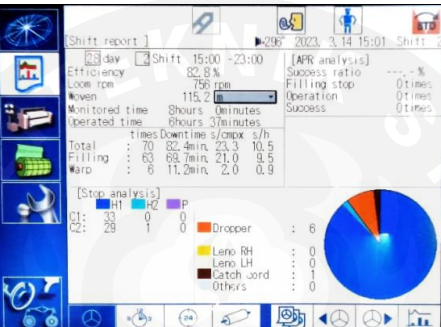 STD
[Shift report ]
296° 2023. 3.14 15:01 Shift 2
28 day 2 Shift 15:00 -23:00
Efficiency 82.8 %
Loom rpm 756 rpm
Woven 115.2 m
Monitored time 8hours 0minutes
Operated time 6hours 37minutes
times Downtime s/cmpx s/h
Total : 70 82.4min. 23.3 10.5
Filling : 63 69.7min. 21.0 9.5
Warp : 6 11.2min. 2.0 0.9
[APR analysis]
Success ratio ---.- %
Filling stop 0times
Operation 0times
Success 0times
[Stop analysis]
H1 H2 P
C1: 33 0 0
C2: 29 1 0
Dropper : 6
Leno RH : 0
Leno LH : 0
Catch cord : 1
Others : 0
24